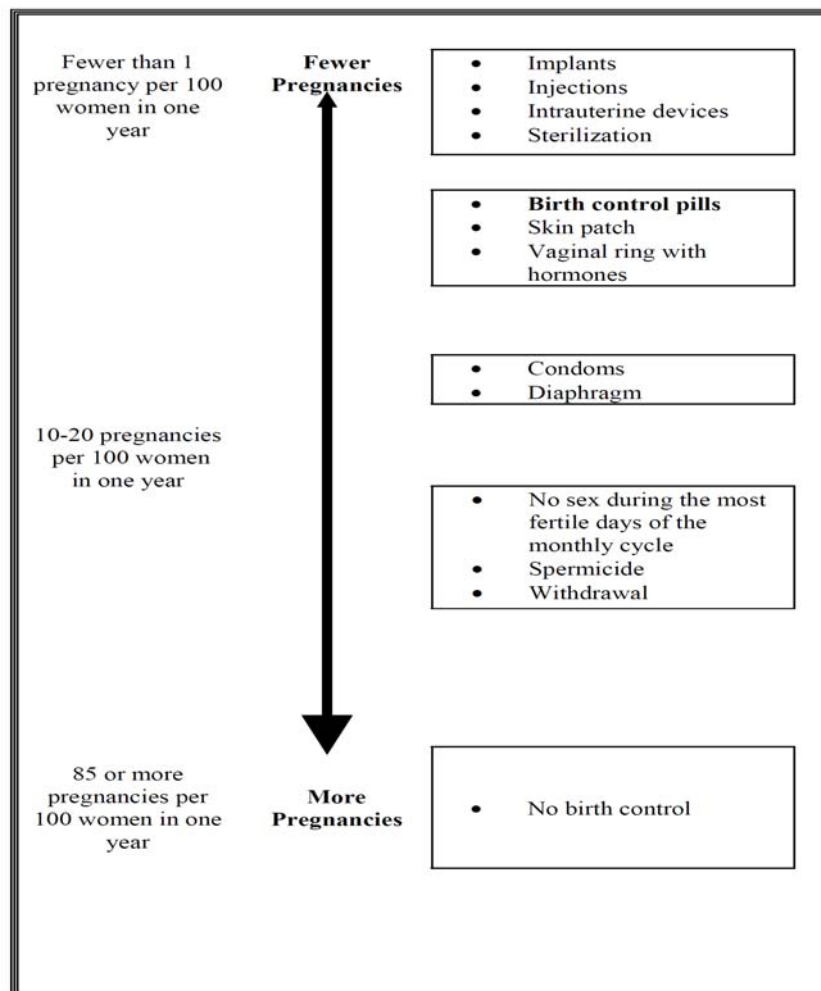 Fewer than 1
pregnancy per 100
women in one
year
Fewer
Pregnancies
• Implants
• Injections
• Intrauterine devices
• Sterilization
• Birth control pills
• Skin patch
• Vaginal ring with
hormones
• Condoms
• Diaphragm
10-20 pregnancies
per 100 women
in one year
• No sex during the most
fertile days of the
monthly cycle
• Spermicide
• Withdrawal
85 or more
pregnancies per
100 women in one
year
More
Pregnancies
• No birth control